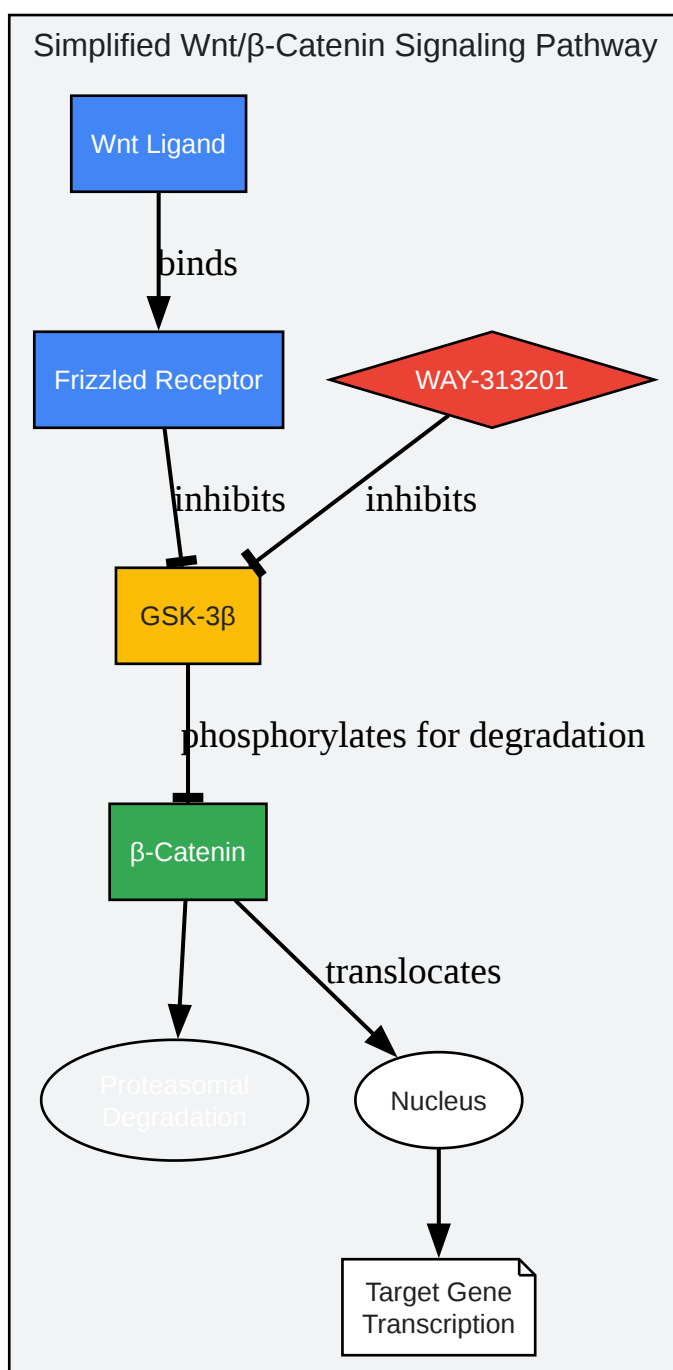 Simplified Wnt/β-Catenin Signaling Pathway
Wnt Ligand
binds
Frizzled Receptor
WAY-313201
inhibits
inhibits
GSK-3β
phosphorylates for degradation
β-Catenin
translocates
Proteasomal
Degradation
Nucleus
Target Gene
Transcription